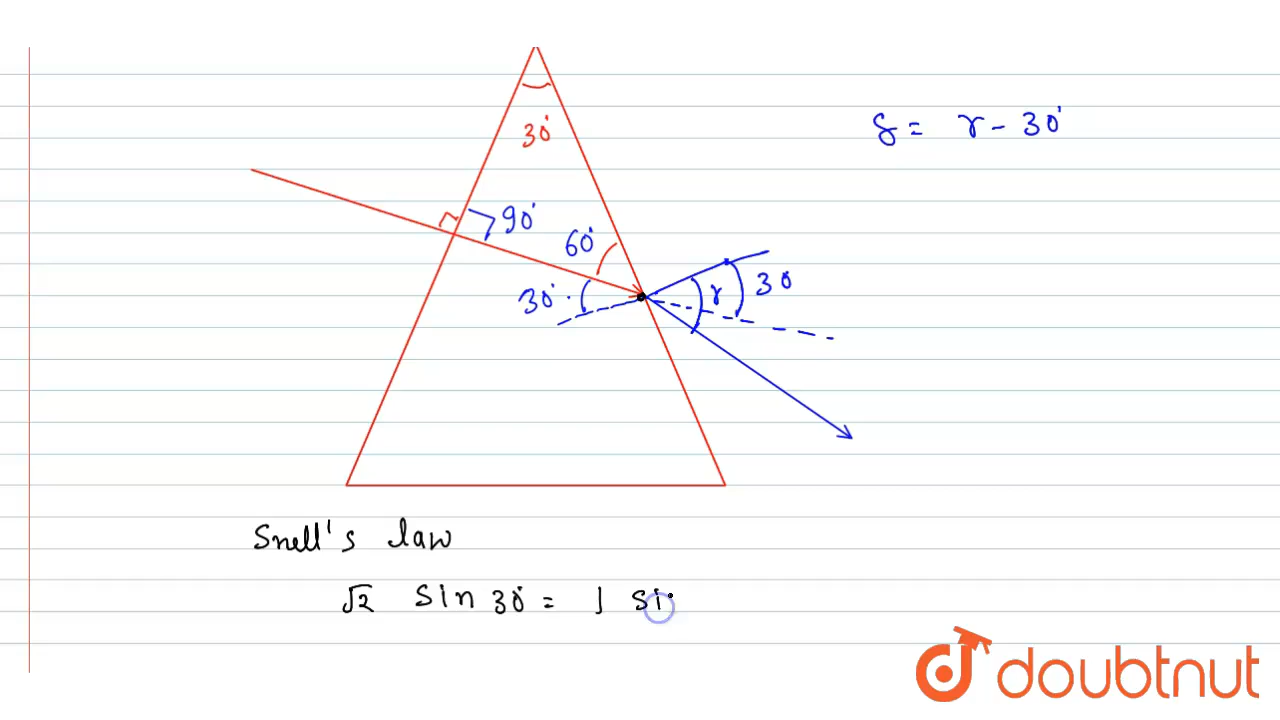 30°
δ = r - 30°
90°
60°
30°
r
30
Snell's law
√2 sin 30° = 1 Si
doubtnut